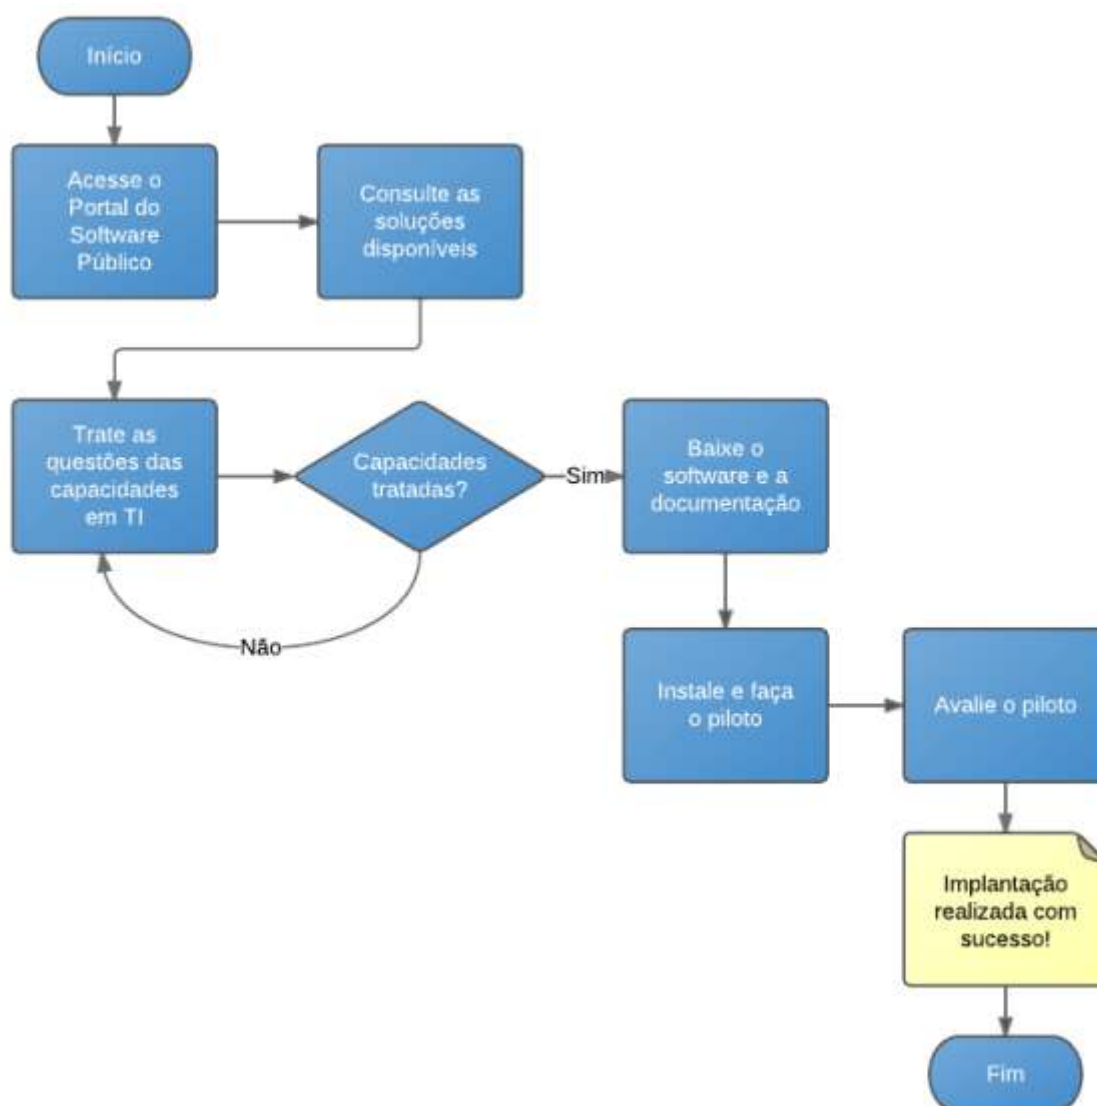 Início
Acesse o
Portal do
Software
Público
Consulte as
soluções
disponíveis
Trate as
questões das
capacidades
em TI
Capacidades
tratadas?
Sim
Não
Baixe o
software e a
documentação
Instale e faça
o piloto
Avalie o piloto
Implantação
realizada com
sucesso!
Fim